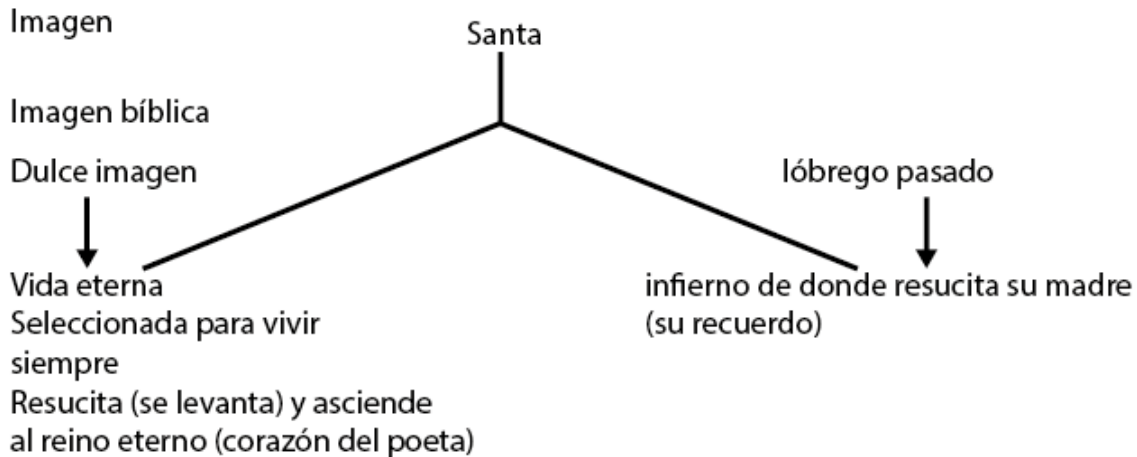 Imagen
Santa
Imagen bíblica
Dulce imagen
lóbrego pasado
Vida eterna
Seleccionada para vivir
siempre
Resucita (se levanta) y asciende
al reino eterno (corazón del poeta)
infierno de donde resucita su madre
(su recuerdo)